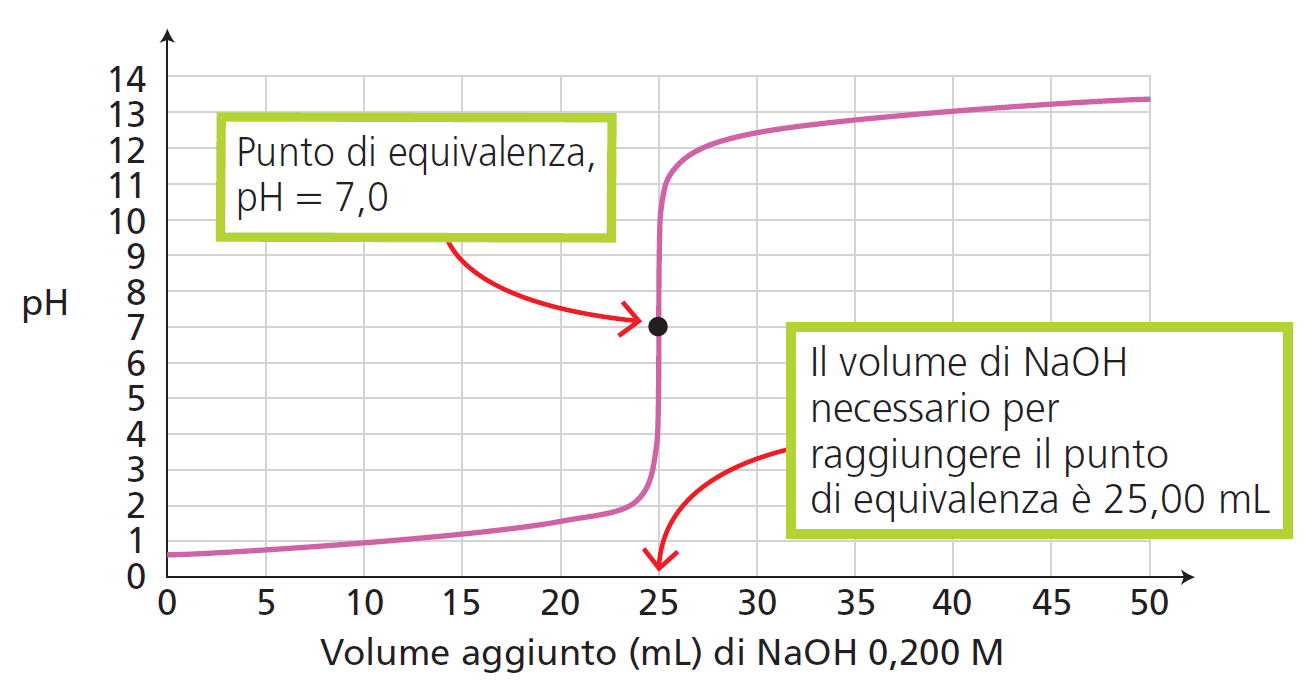 14
13
12
11
10
9
8
7
6
5
4
3
2
1
0
pH
Punto di equivalenza,
pH = 7,0
Il volume di NaOH
necessario per
raggiungere il punto
di equivalenza è 25,00 mL
0 5 10 15 20 25 30 35 40 45 50
Volume aggiunto (mL) di NaOH 0,200 M